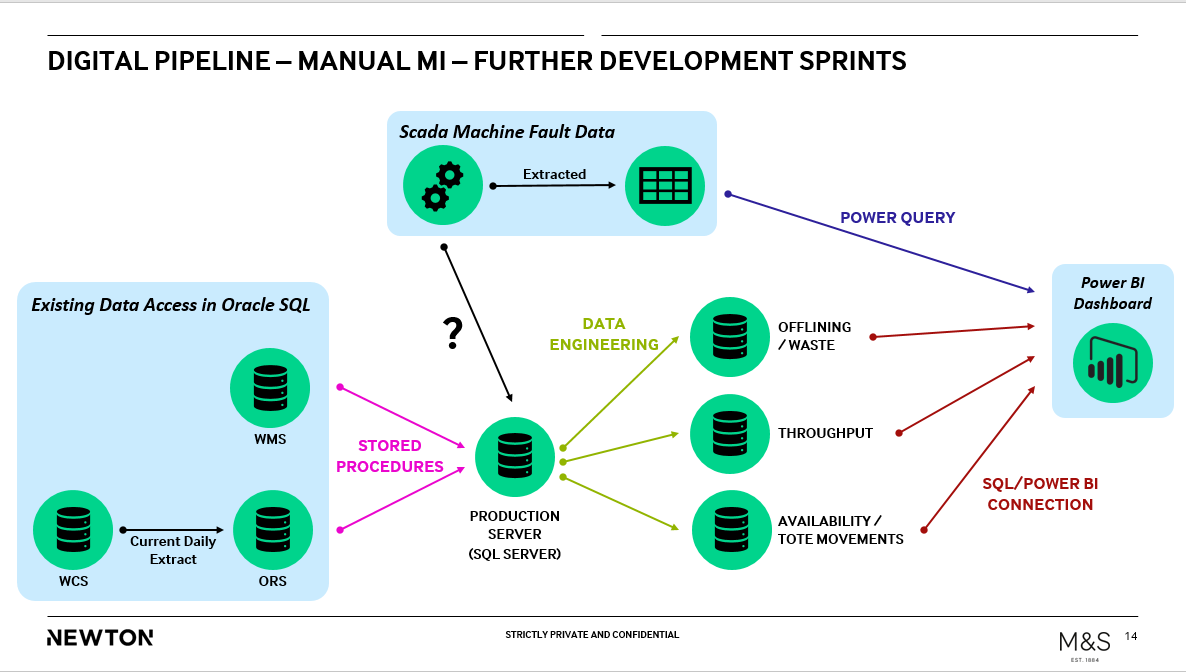 DIGITAL PIPELINE – MANUAL MI – FURTHER DEVELOPMENT SPRINTS
Scada Machine Fault Data
Extracted
POWER QUERY
Existing Data Access in Oracle SQL
WMS
WCS
Current Daily
Extract
ORS
STORED
PROCEDURES
?
PRODUCTION
SERVER
(SQL SERVER)
DATA
ENGINEERING
OFFLINING
/ WASTE
THROUGHPUT
AVAILABILITY /
TOTE MOVEMENTS
SQL/POWER BI
CONNECTION
Power BI
Dashboard
NEWTON
STRICTLY PRIVATE AND CONFIDENTIAL
M&S
EST. 1884
14